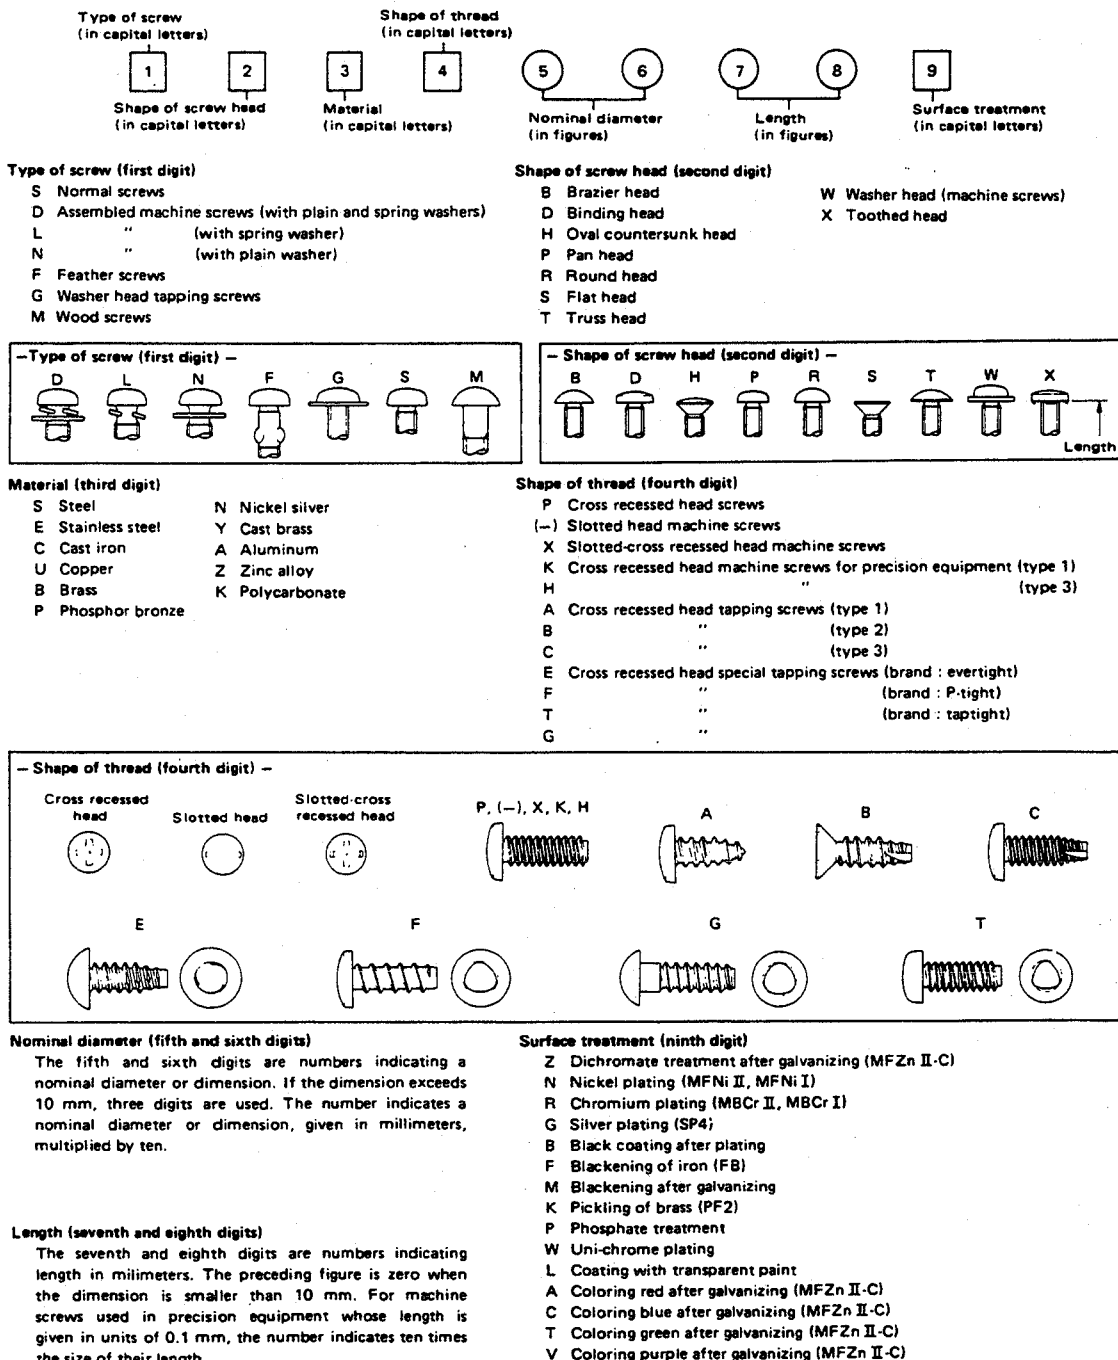 Type of screw
(in capital letters)
Shape of thread
(in capital letters)
1 2 3 4 5 6 7 8 9
Shape of screw head
(in capital letters)
Material
(in capital letters)
Nominal diameter
(in figures)
Length
(in figures)
Surface treatment
(in capital letters)
Type of screw (first digit)
S Normal screws
D Assembled machine screws (with plain and spring washers)
L " (with spring washer)
N " (with plain washer)
F Feather screws
G Washer head tapping screws
M Wood screws
Shape of screw head (second digit)
B Brazier head
D Binding head
H Oval countersunk head
P Pan head
R Round head
S Flat head
T Truss head
W Washer head (machine screws)
X Toothed head
— Type of screw (first digit) —
D L N F G S M
— Shape of screw head (second digit) —
B D H P R S T W X
Length
Material (third digit)
S Steel
E Stainless steel
C Cast iron
U Copper
B Brass
P Phosphor bronze
N Nickel silver
Y Cast brass
A Aluminum
Z Zinc alloy
K Polycarbonate
Shape of thread (fourth digit)
P Cross recessed head screws
(—) Slotted head machine screws
X Slotted-cross recessed head machine screws
K Cross recessed head machine screws for precision equipment (type 1)
H " (type 3)
A Cross recessed head tapping screws (type 1)
B " (type 2)
C " (type 3)
E Cross recessed head special tapping screws (brand : evertight)
F " (brand : P-tight)
T " (brand : taptight)
G "
— Shape of thread (fourth digit) —
Cross recessed
head
Slotted head
Slotted-cross
recessed head
P, (—), X, K, H
A B C
E F G T
Nominal diameter (fifth and sixth digits)
The fifth and sixth digits are numbers indicating a
nominal diameter or dimension. If the dimension exceeds
10 mm, three digits are used. The number indicates a
nominal diameter or dimension, given in millimeters,
multiplied by ten.
Length (seventh and eighth digits)
The seventh and eighth digits are numbers indicating
length in milimeters. The preceding figure is zero when
the dimension is smaller than 10 mm. For machine
screws used in precision equipment whose length is
given in units of 0.1 mm, the number indicates ten times
the size of their length.
Surface treatment (ninth digit)
Z Dichromate treatment after galvanizing (MFZn II-C)
N Nickel plating (MFNi II, MFNi I)
R Chromium plating (MBCr II, MBCr I)
G Silver plating (SP4)
B Black coating after plating
F Blackening of iron (FB)
M Blackening after galvanizing
K Pickling of brass (PF2)
P Phosphate treatment
W Uni-chrome plating
L Coating with transparent paint
A Coloring red after galvanizing (MFZn II-C)
C Coloring blue after galvanizing (MFZn II-C)
T Coloring green after galvanizing (MFZn II-C)
V Coloring purple after galvanizing (MFZn II-C)